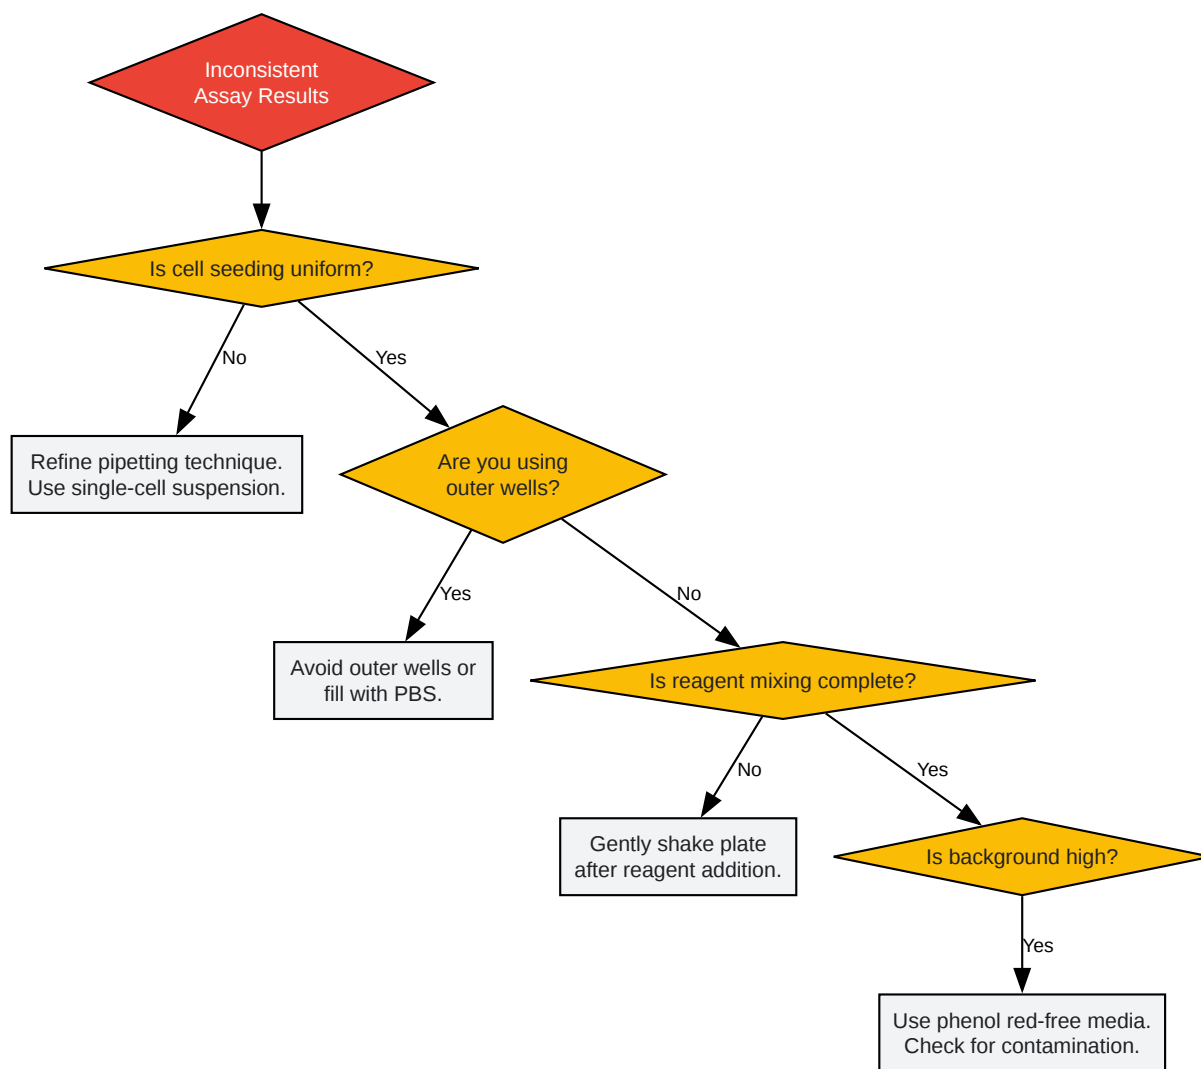 Inconsistent
Assay Results
Is cell seeding uniform?
No
Yes
Refine pipetting technique.
Use single-cell suspension.
Are you using
outer wells?
Yes
No
Avoid outer wells or
fill with PBS.
Is reagent mixing complete?
No
Yes
Gently shake plate
after reagent addition.
Is background high?
Yes
Use phenol red-free media.
Check for contamination.